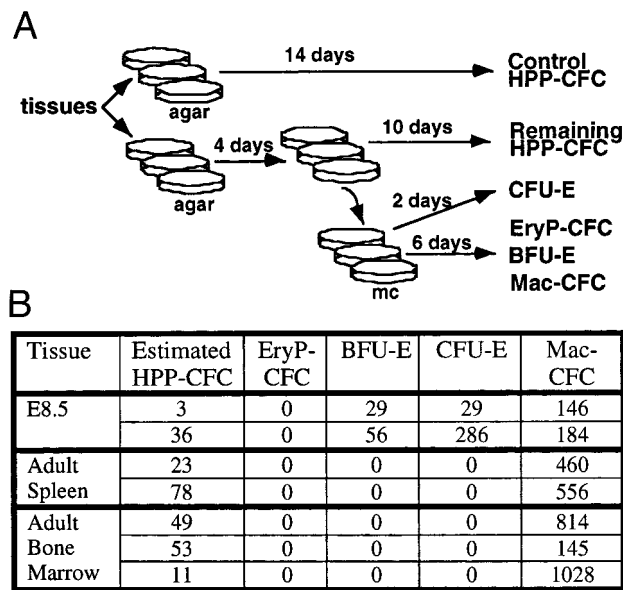 A
14 days
Control
HPP-CFC
tissues
agar
4 days
10 days
Remaining
HPP-CFC
agar
2 days
CFU-E
EryP-CFC
6 days
BFU-E
mc
Mac-CFC
B
Tissue Estimated HPP-CFC EryP-CFC BFU-E CFU-E Mac-CFC
E8.5 3 0 29 29 146
36 0 56 286 184
Adult 23 0 0 0 460
Spleen 78 0 0 0 556
Adult 49 0 0 0 814
Bone 53 0 0 0 145
Marrow 11 0 0 0 1028